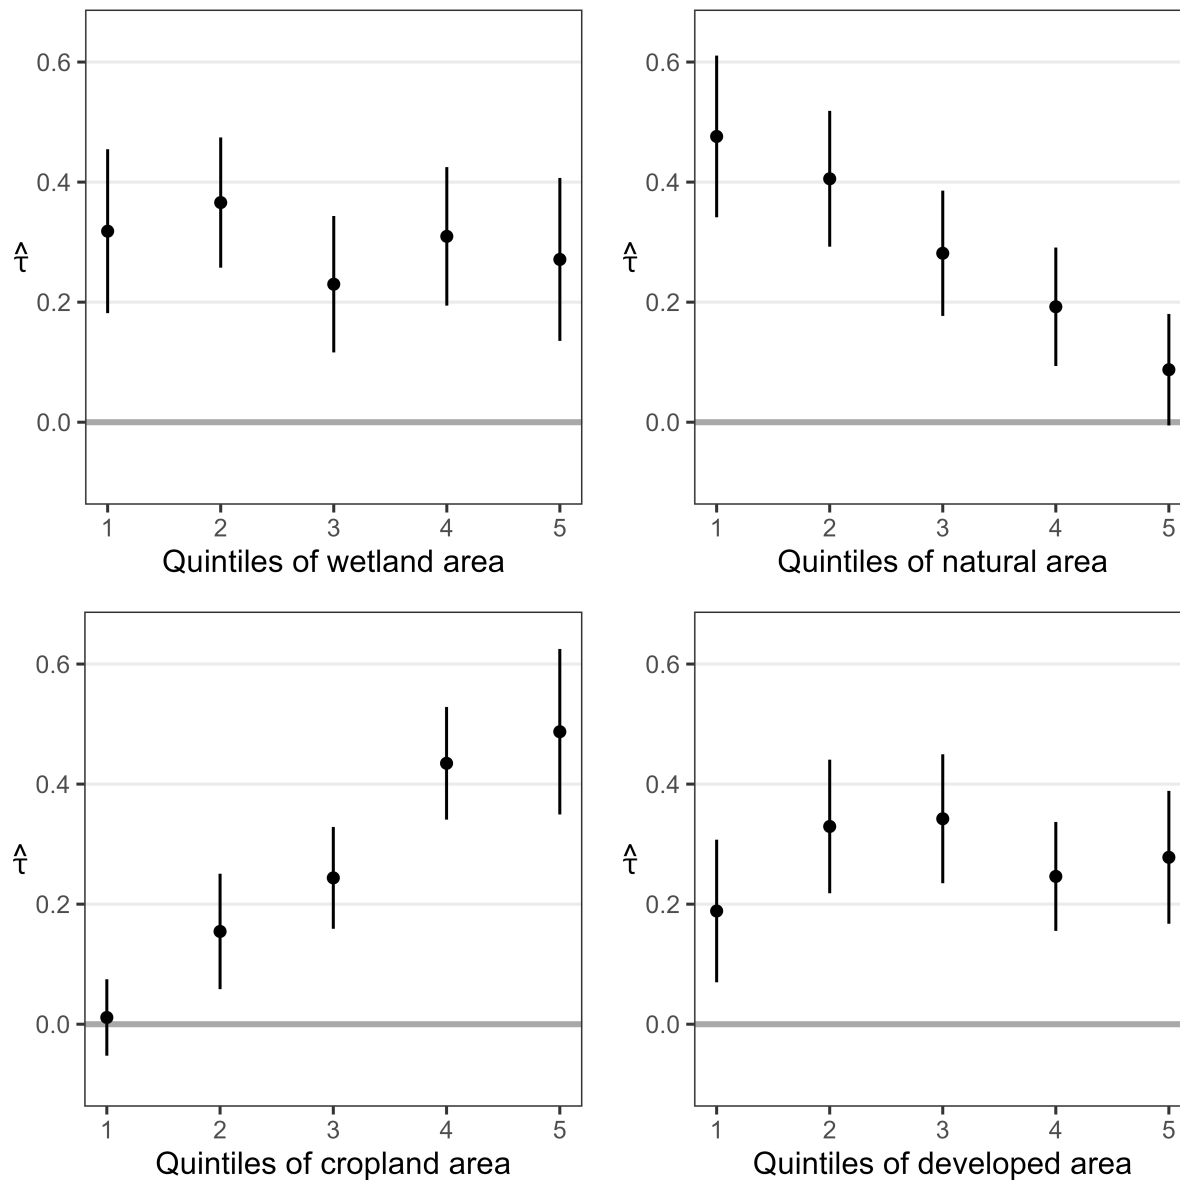 0.6
0.4
0.2
0.0
τ̂
1 2 3 4 5
Quintiles of wetland area
0.6
0.4
0.2
0.0
τ̂
1 2 3 4 5
Quintiles of natural area
0.6
0.4
0.2
0.0
τ̂
1 2 3 4 5
Quintiles of cropland area
0.6
0.4
0.2
0.0
τ̂
1 2 3 4 5
Quintiles of developed area